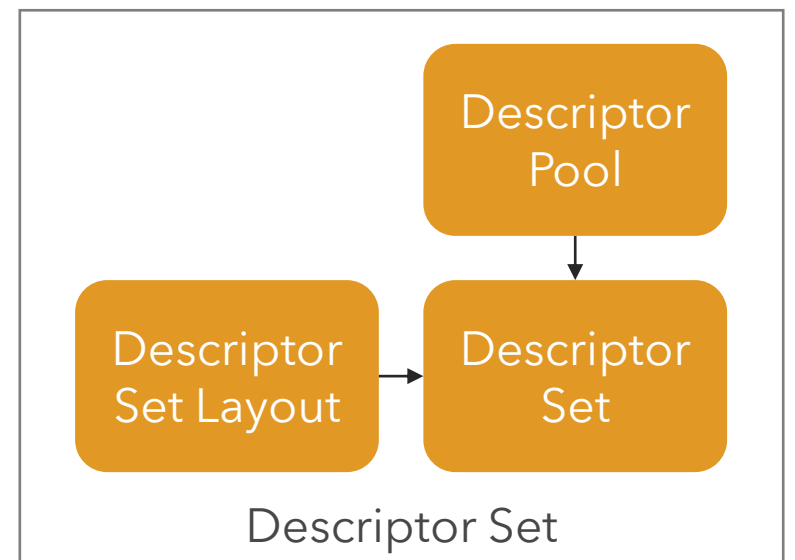 Descriptor
Pool
Descriptor
Set Layout
Descriptor
Set
Descriptor Set